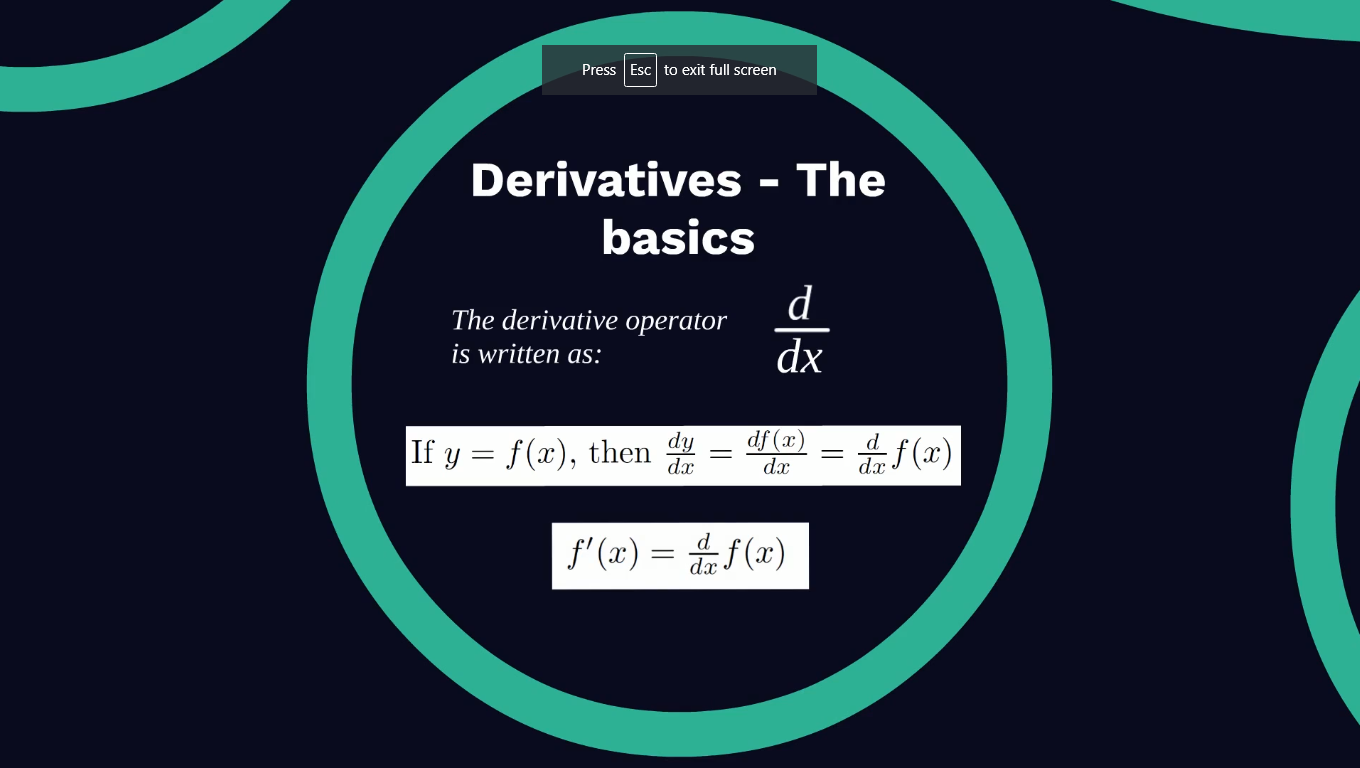 Press Esc to exit full screen
Derivatives - The
basics
The derivative operator
is written as:
d
dx
If y = f(x), then dy/dx = df(x)/dx = d/dx f(x)
f′(x) = d/dx f(x)